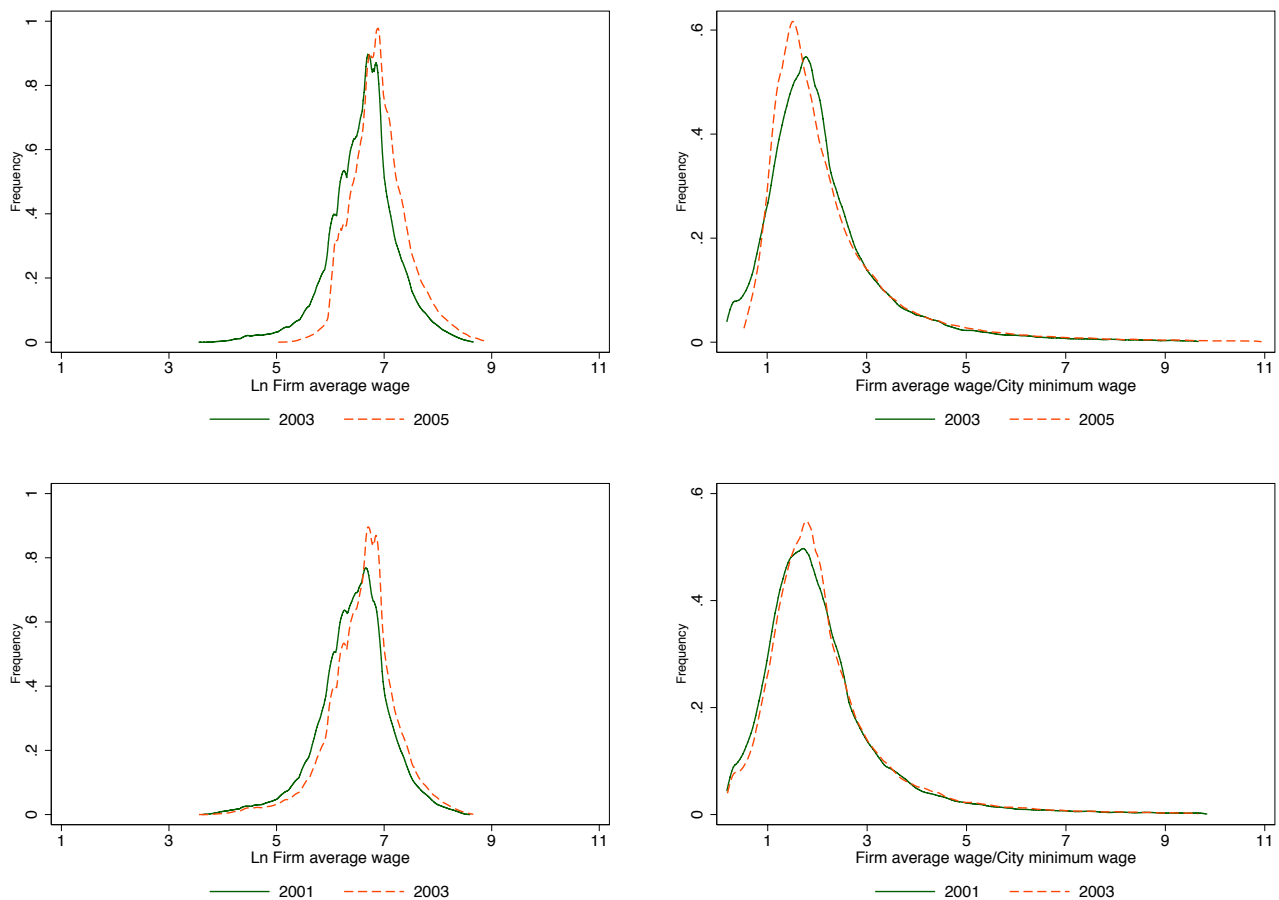 Frequency
0 .2 .4 .6 .8 1
1 3 5 7 9 11
Ln Firm average wage
2003 2005
Frequency
0 .2 .4 .6
1 3 5 7 9 11
Firm average wage/City minimum wage
2003 2005
Frequency
0 .2 .4 .6 .8 1
1 3 5 7 9 11
Ln Firm average wage
2001 2003
Frequency
0 .2 .4 .6
1 3 5 7 9 11
Firm average wage/City minimum wage
2001 2003